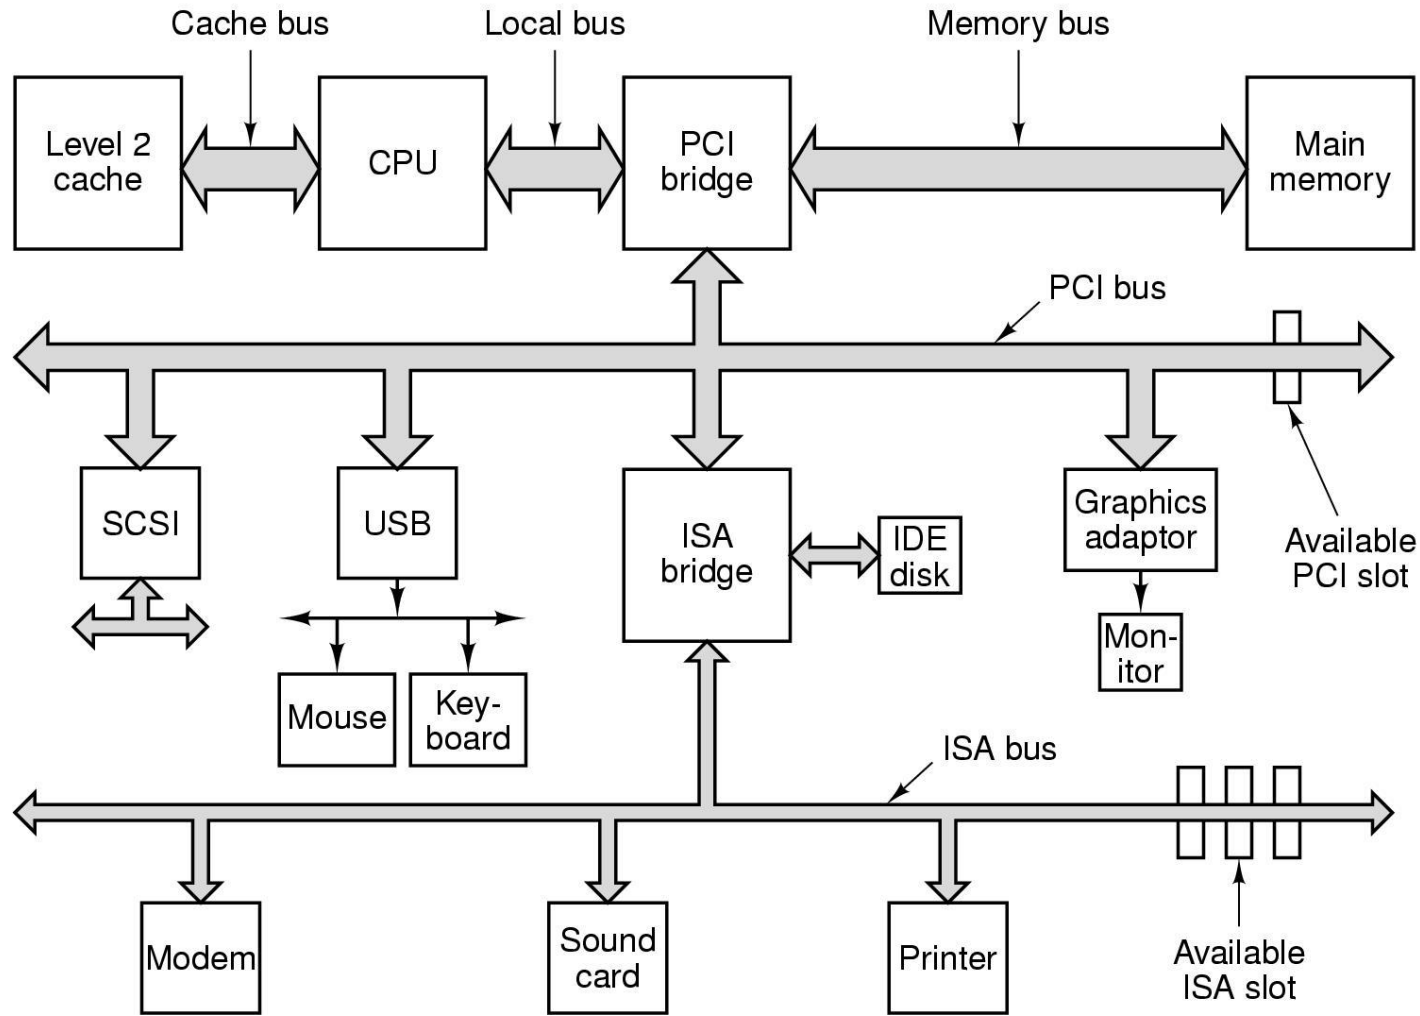 Cache bus
Local bus
Memory bus
Level 2
cache
CPU
PCI
bridge
Main
memory
PCI bus
SCSI
USB
ISA
bridge
IDE
disk
Graphics
adaptor
Available
PCI slot
Mon-
itor
Mouse
Key-
board
ISA bus
Modem
Sound
card
Printer
Available
ISA slot